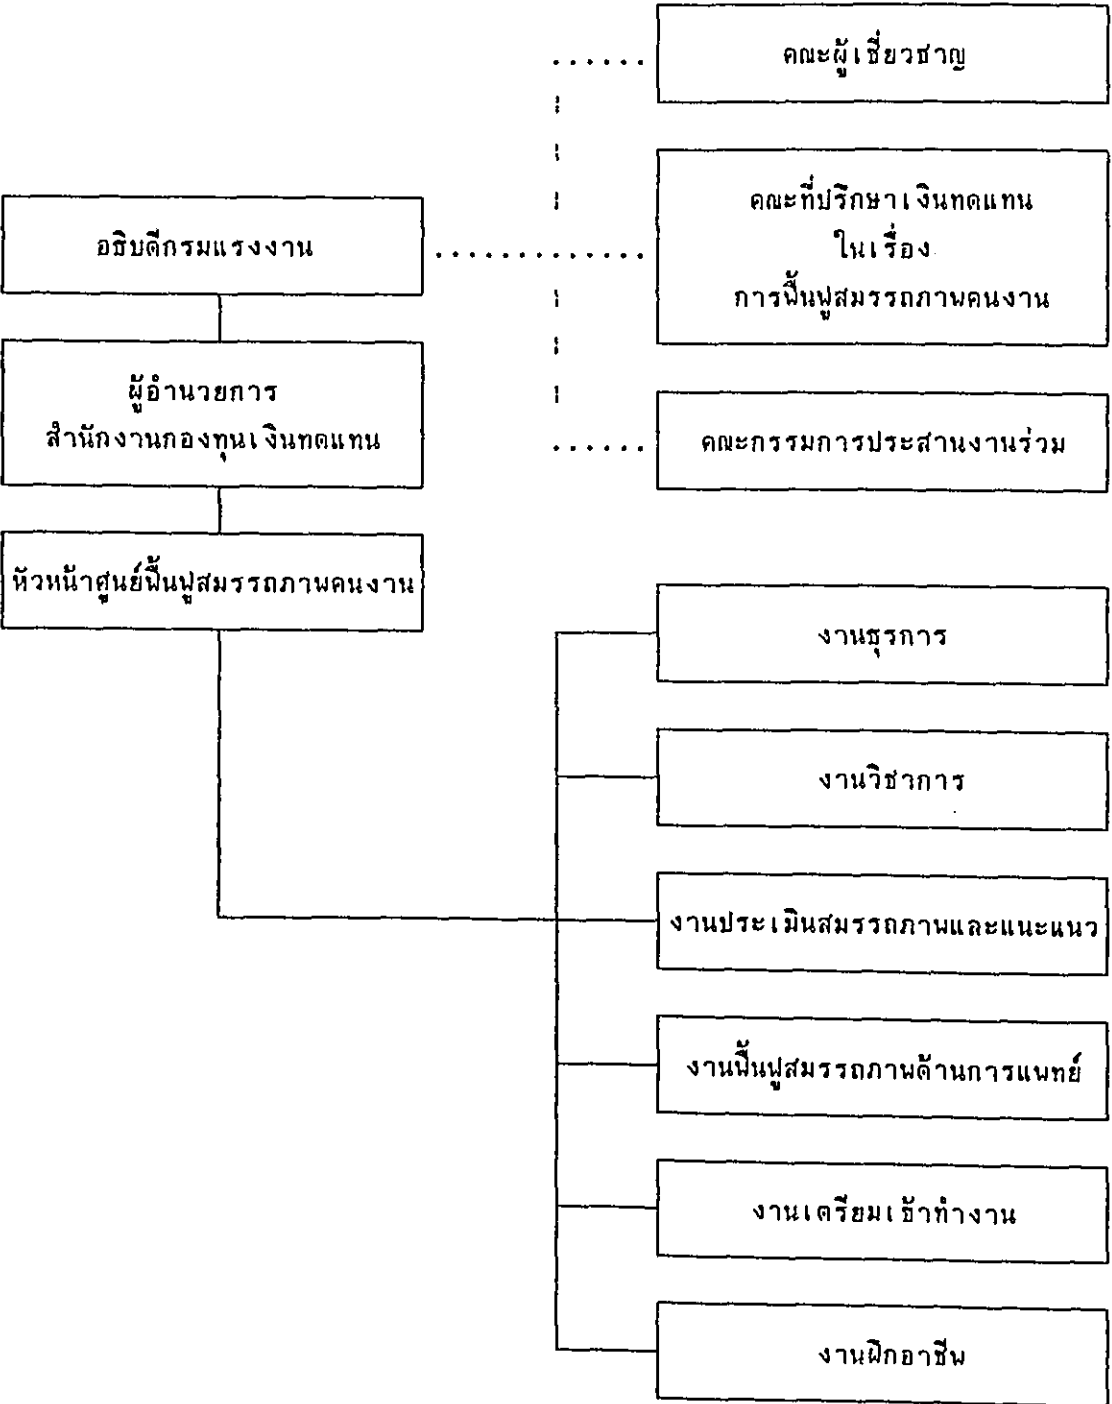 คณะผู้เชี่ยวชาญ
คณะที่ปรึกษาเงินทดแทน
ในเรื่อง
การฟื้นฟูสมรรถภาพคนงาน
อธิบดีกรมแรงงาน
ผู้อำนวยการ
สำนักงานกองทุนเงินทดแทน
คณะกรรมการประสานงานร่วม
หัวหน้าศูนย์ฟื้นฟูสมรรถภาพคนงาน
งานธุรการ
งานวิชาการ
งานประเมินสมรรถภาพและแนะแนว
งานฟื้นฟูสมรรถภาพด้านการแพทย์
งานเตรียมเข้าทำงาน
งานฝึกอาชีพ